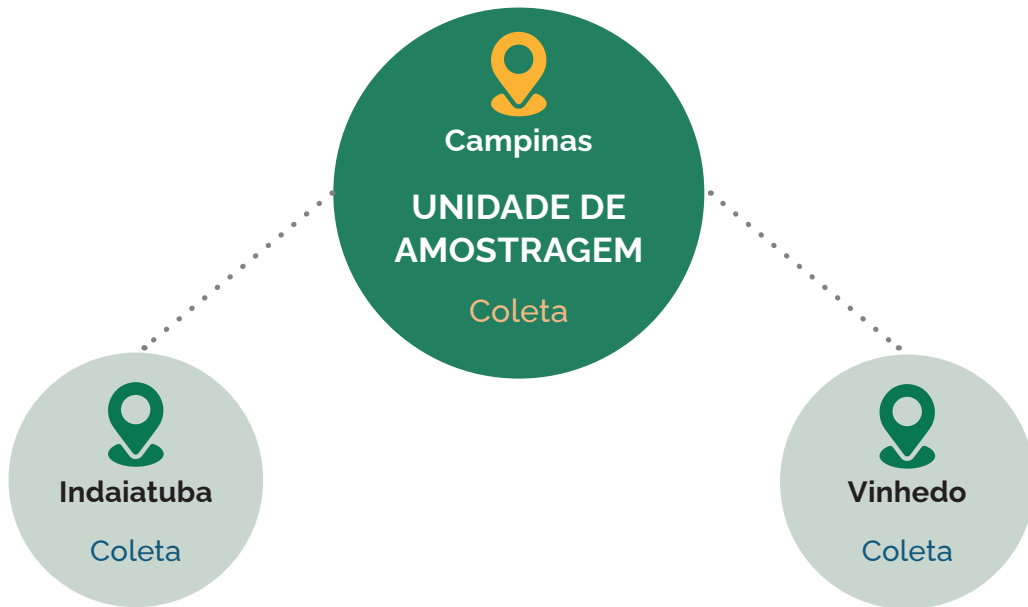 Campinas
UNIDADE DE
AMOSTRAGEM
Coleta
Indaiatuba
Coleta
Vinhedo
Coleta